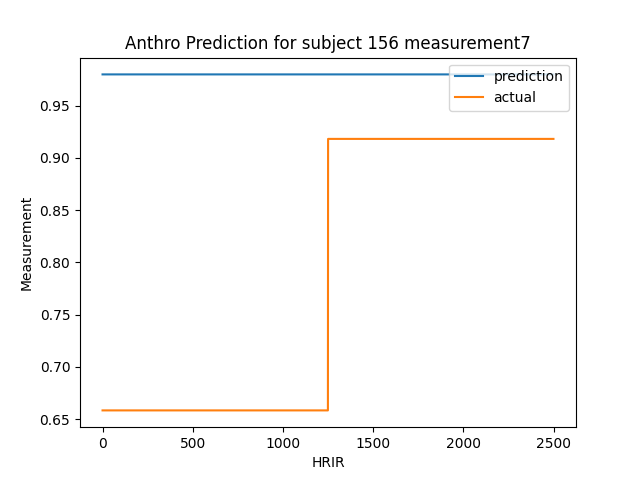 Anthro Prediction for subject 156 measurement7
prediction
actual
0.95
0.90
0.85
0.80
0.75
0.70
0.65
Measurement
0 500 1000 1500 2000 2500
HRIR